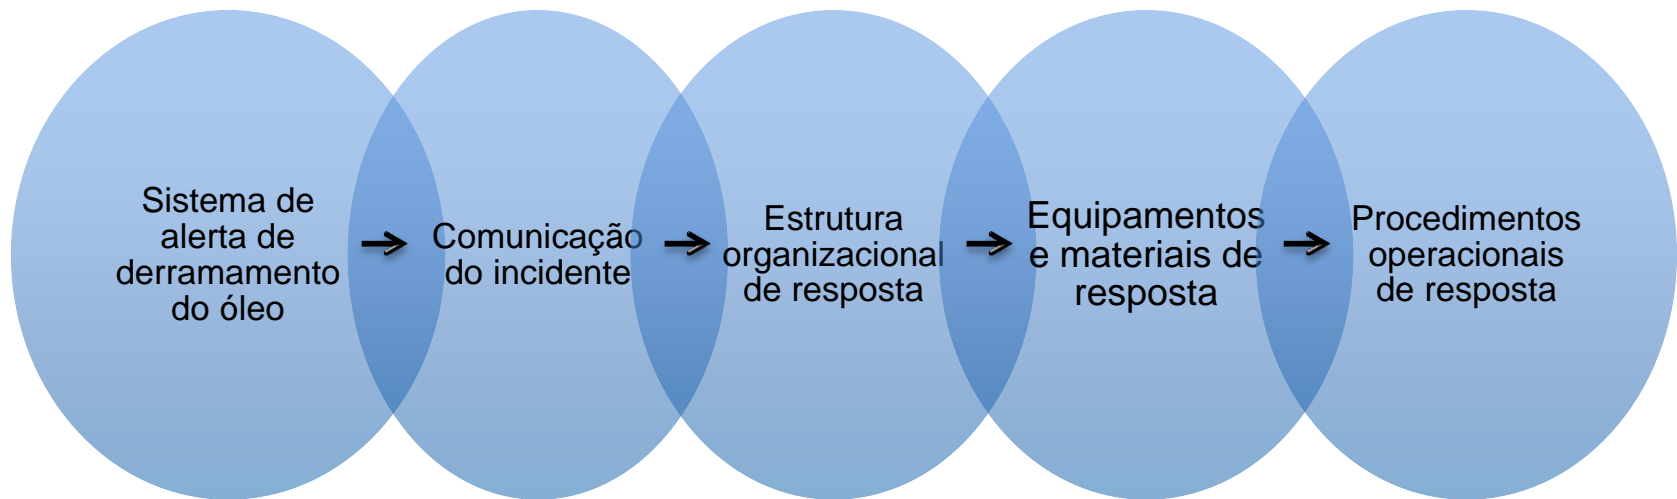 Sistema de
alerta de
derramamento
do óleo
Comunicação
do incidente
Estrutura
organizacional
de resposta
Equipamentos
e materiais de
resposta
Procedimentos
operacionais
de resposta